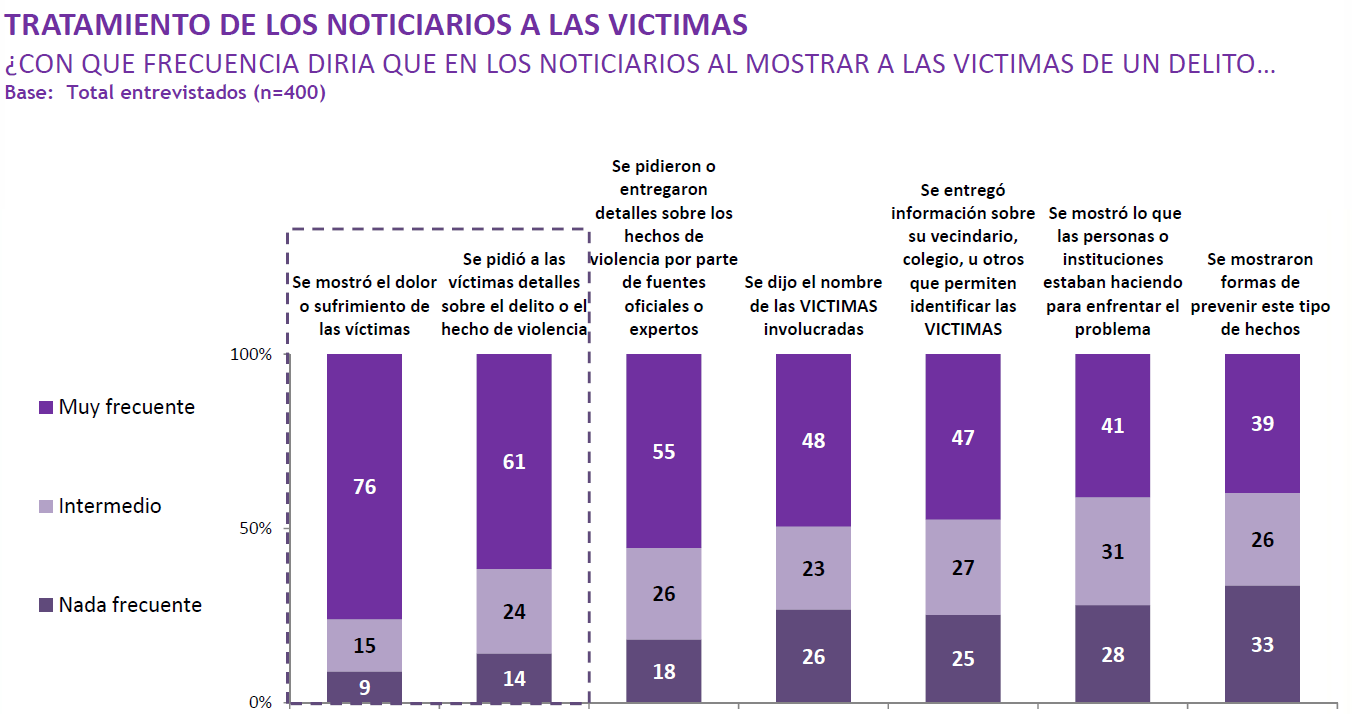 TRATAMIENTO DE LOS NOTICIARIOS A LAS VICTIMAS
¿CON QUE FRECUENCIA DIRIA QUE EN LOS NOTICIARIOS AL MOSTRAR A LAS VICTIMAS DE UN DELITO...
Base: Total entrevistados (n=400)
Se mostró el dolor
o sufrimiento de
las víctimas
Se pidió a las
víctimas detalles
sobre el delito o el
hecho de violencia
Se pidieron o
entregaron
detalles sobre los
hechos de
violencia por parte
de fuentes
oficiales o
expertos
Se dijo el nombre
de las VICTIMAS
involucradas
Se entregó
información sobre
su vecindario,
colegio, u otros
que permiten
identificar las
VICTIMAS
Se mostró lo que
las personas o
instituciones
estaban haciendo
para enfrentar el
problema
Se mostraron
formas de
prevenir este tipo
de hechos
100%
50%
0%
Muy frecuente
Intermedio
Nada frecuente
76
15
9
61
24
14
55
26
18
48
23
26
47
27
25
41
31
28
39
26
33